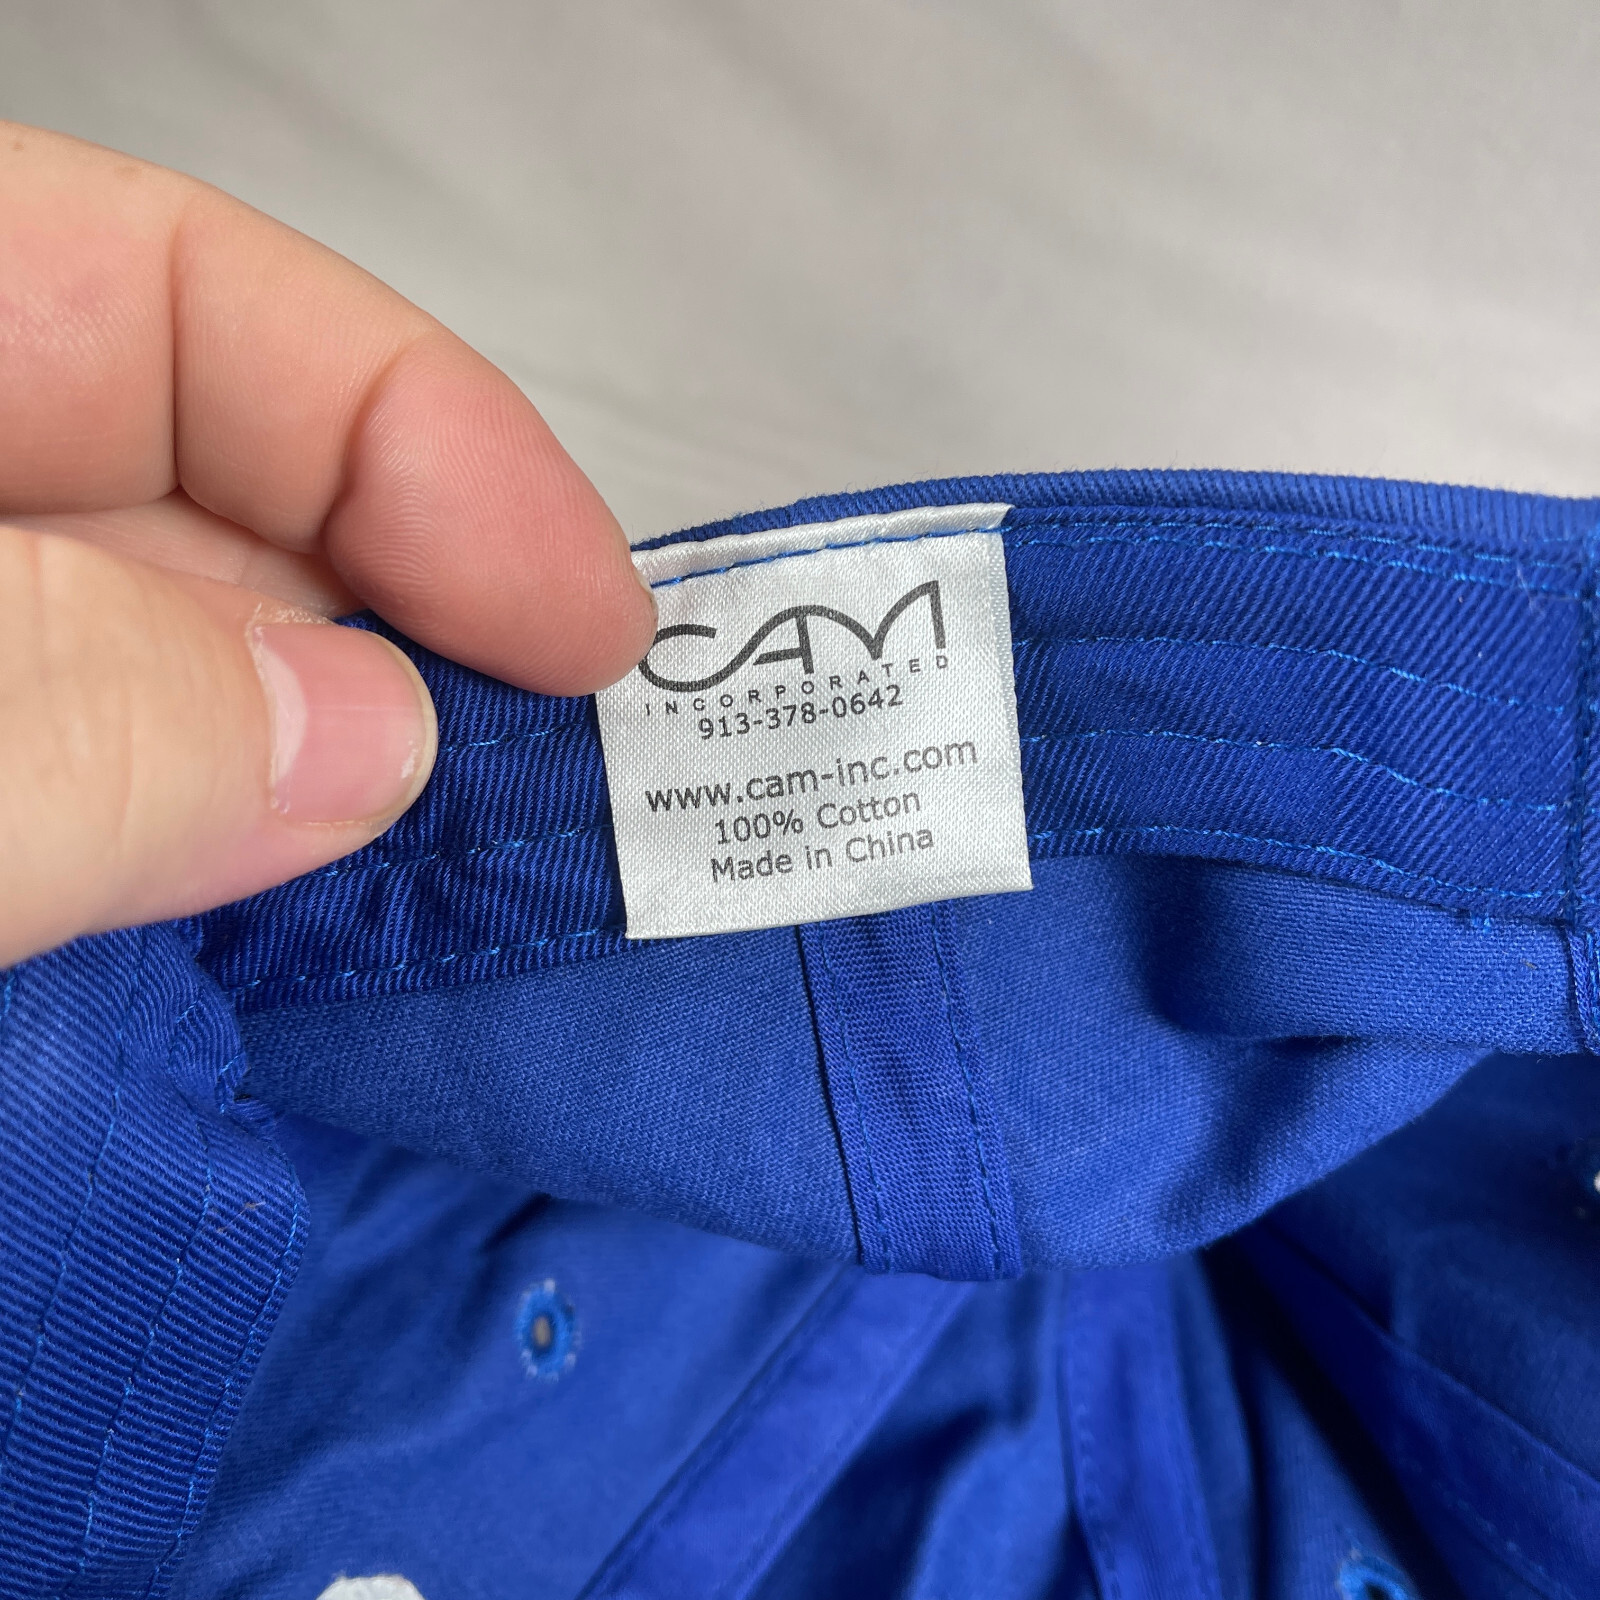 CAM
INCORPORATED
913-378-0642
www.cam-inc.com
100% Cotton
Made in China